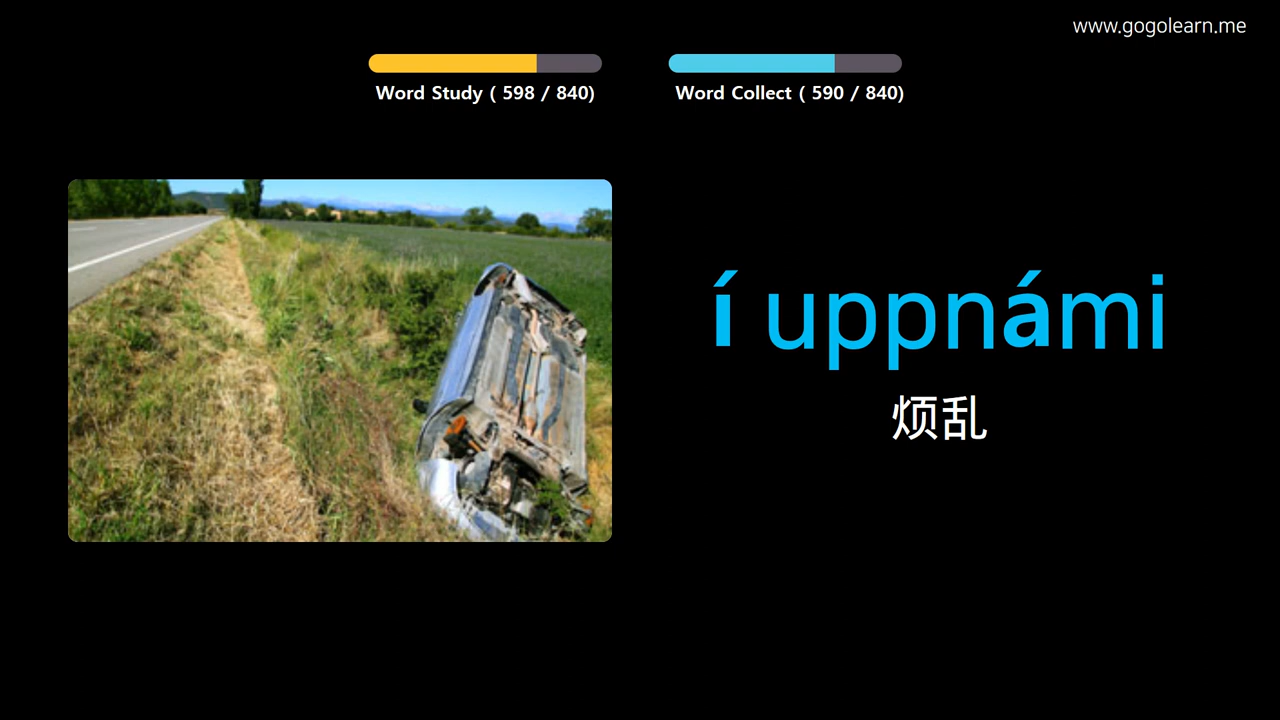 www.gogolearn.me
Word Study ( 598 / 840)
Word Collect ( 590 / 840)
í uppnámi
烦乱